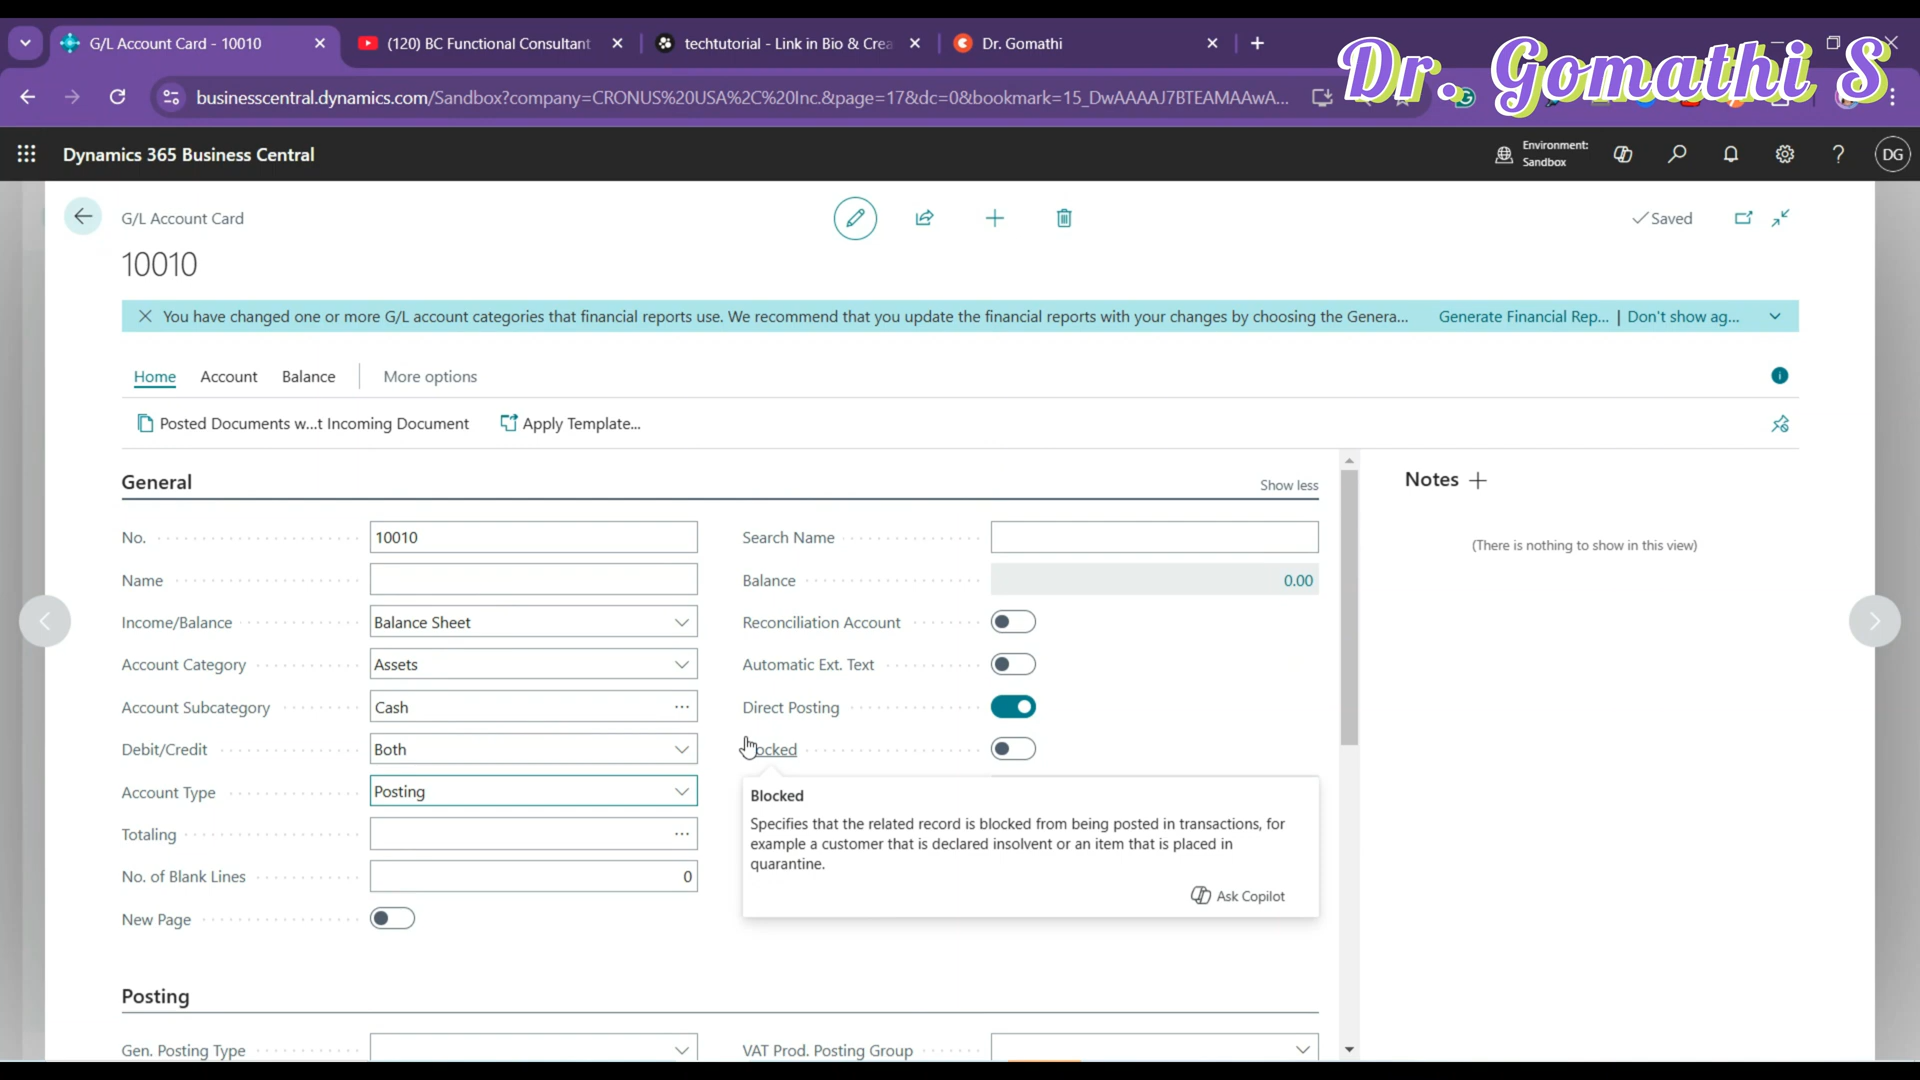 G/L Account Card - 10010
(120) BC Functional Consultant
techtutorial - Link in Bio & Crea
Dr. Gomathi
Dr. Gomathi S
businesscentral.dynamics.com/Sandbox?company=CRONUS%20USA%2C%20Inc.&page=17&dc=0&bookmark=15_DwAAAAJ7BTEAMAAwA...
Dynamics 365 Business Central
Environment:
Sandbox
DG
G/L Account Card
Saved
10010
You have changed one or more G/L account categories that financial reports use. We recommend that you update the financial reports with your changes by choosing the Genera...
Generate Financial Rep... | Don't show ag...
Home
Account
Balance
More options
Posted Documents w...t Incoming Document
Apply Template...
General
Show less
Notes
(There is nothing to show in this view)
No.
10010
Search Name
Name
Balance
0.00
Income/Balance
Balance Sheet
Reconciliation Account
Account Category
Assets
Automatic Ext. Text
Account Subcategory
Cash
Direct Posting
Debit/Credit
Both
ocked
Account Type
Posting
Blocked
Specifies that the related record is blocked from being posted in transactions, for
example a customer that is declared insolvent or an item that is placed in
quarantine.
Ask Copilot
Totaling
No. of Blank Lines
0
New Page
Posting
Gen. Posting Type
VAT Prod. Posting Group